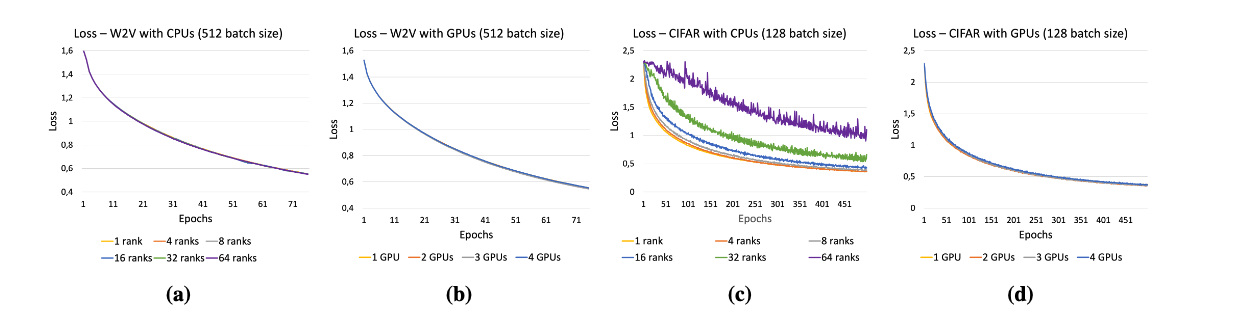 Loss – W2V with CPUs (512 batch size)
1,6
1,4
1,2
1
0,8
0,6
0,4
Loss
1 11 21 31 41 51 61 71
Epochs
1 rank 4 ranks 8 ranks
16 ranks 32 ranks 64 ranks
(a)
Loss – W2V with GPUs (512 batch size)
1,6
1,4
1,2
1
0,8
0,6
0,4
Loss
1 11 21 31 41 51 61 71
Epochs
1 GPU 2 GPUs 3 GPUs 4 GPUs
(b)
Loss – CIFAR with CPUs (128 batch size)
2,5
2
1,5
1
0,5
0
Loss
1 51 101 151 201 251 301 351 401 451
Epochs
1 rank 4 ranks 8 ranks
16 ranks 32 ranks 64 ranks
(c)
Loss – CIFAR with GPUs (128 batch size)
2,5
2
1,5
1
0,5
0
Loss
1 51 101 151 201 251 301 351 401 451
Epochs
1 GPU 2 GPUs 3 GPUs 4 GPUs
(d)